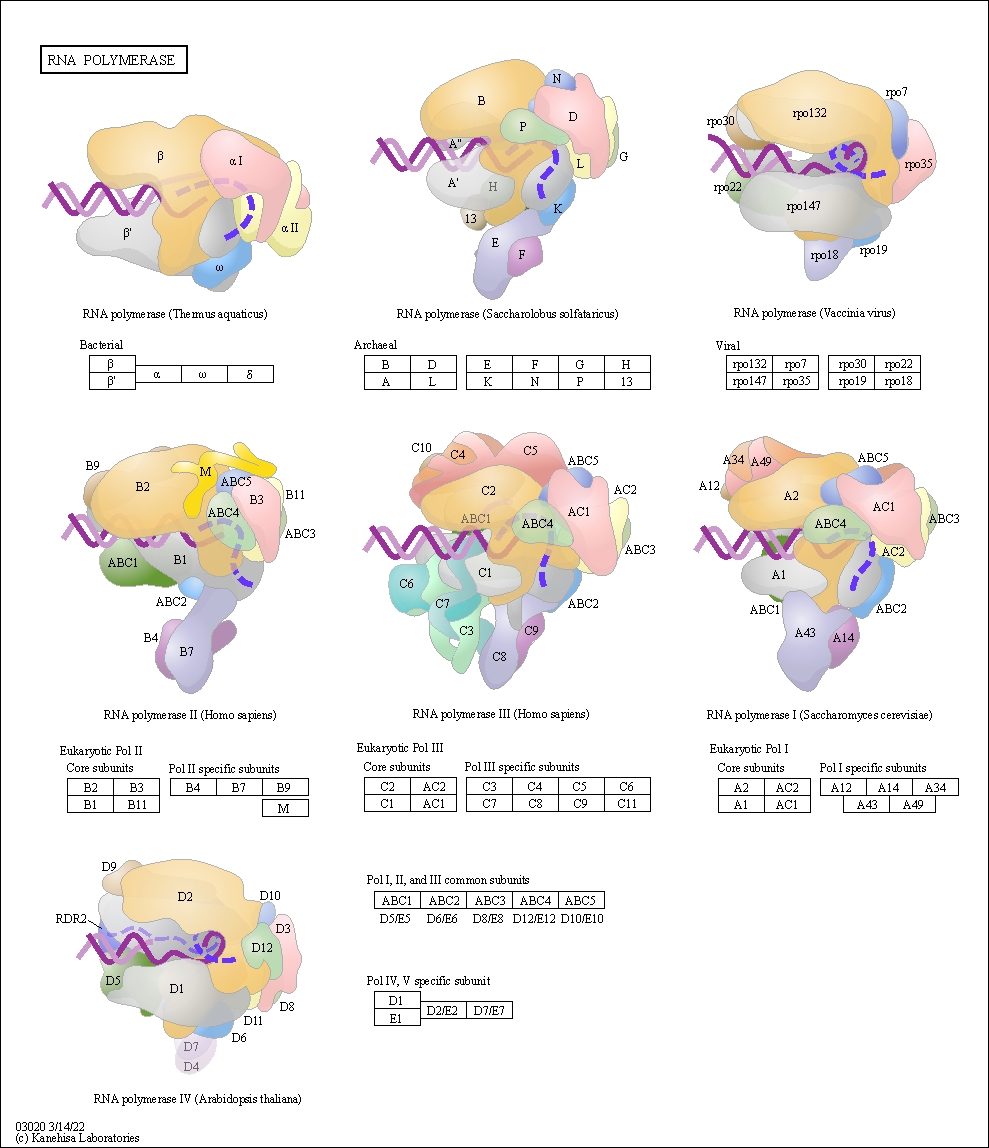 RNA POLYMERASE
β
α I
α II
β'
ω
RNA polymerase (Thermus aquaticus)
B
N
D
P
A''
G
L
A'
H
K
13
E
F
RNA polymerase (Saccharolobus solfataricus)
rpo7
rpo132
rpo30
rpo35
rpo22
rpo147
rpo19
rpo18
RNA polymerase (Vaccinia virus)
Bacterial
β
β'
α ω δ
Archaeal
B D E F G H
A L K N P 13
Viral
rpo132 rpo7 rpo30 rpo22
rpo147 rpo35 rpo19 rpo18
B9
M
B2
ABC5
B3
B11
ABC4
ABC3
B1
ABC1
ABC2
B4
B7
RNA polymerase II (Homo sapiens)
C10
C4
C5
ABC5
C2
AC2
AC1
ABC1
ABC4
ABC3
C1
C6
C7
ABC2
C3
C9
C8
RNA polymerase III (Homo sapiens)
A34
A49
ABC5
A12
A2
AC1
ABC4
ABC3
AC2
A1
ABC1
ABC2
A43
A14
RNA polymerase I (Saccharomyces cerevisiae)
Eukaryotic Pol II
Core subunits
Pol II specific subunits
B2 B3 B4 B7 B9
B1 B11 M
Eukaryotic Pol III
Core subunits
Pol III specific subunits
C2 AC2 C3 C4 C5 C6
C1 AC1 C7 C8 C9 C11
Eukaryotic Pol I
Core subunits
Pol I specific subunits
A2 AC2 A12 A14 A34
A1 AC1 A43 A49
D9
D2
D10
RDR2
D3
D12
D5
D1
D8
D11
D6
D7
D4
RNA polymerase IV (Arabidopsis thaliana)
Pol I, II, and III common subunits
ABC1 ABC2 ABC3 ABC4 ABC5
D5/E5 D6/E6 D8/E8 D12/E12 D10/E10
Pol IV, V specific subunit
D1
E1
D2/E2 D7/E7
03020 3/14/22
(c) Kanehisa Laboratories